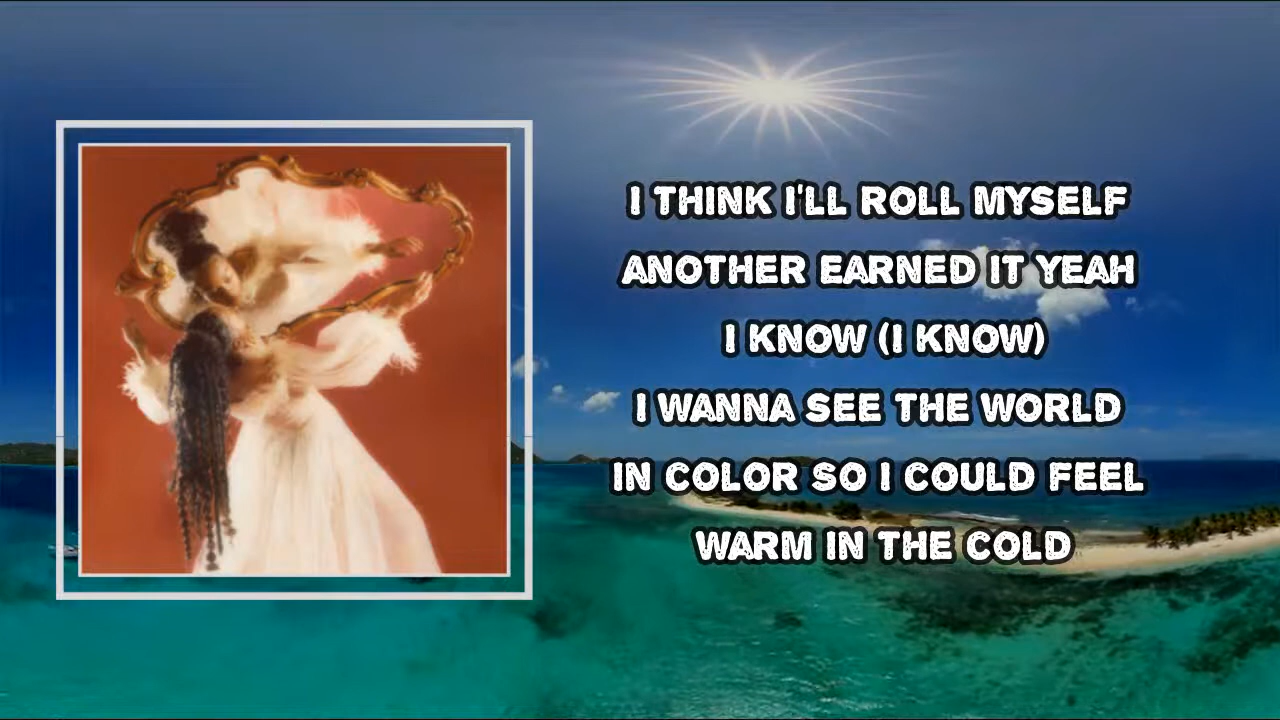 I THINK I'LL ROLL MYSELF
ANOTHER EARNED IT YEAH
I KNOW (I KNOW)
I WANNA SEE THE WORLD
IN COLOR SO I COULD FEEL
WARM IN THE COLD